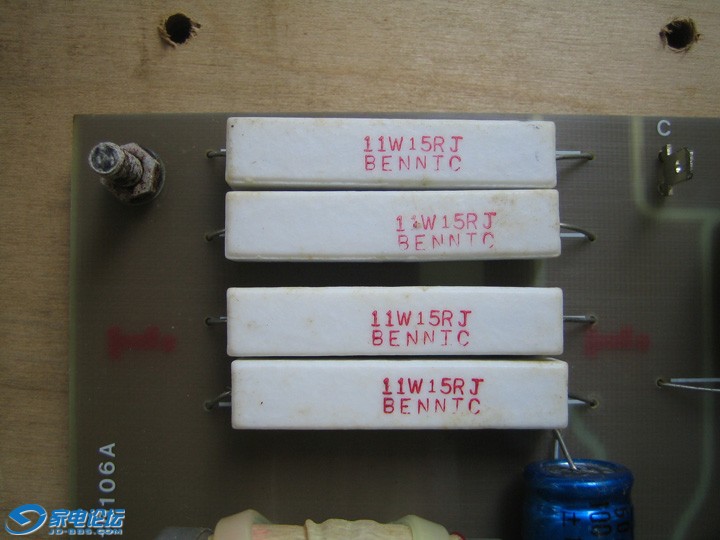 11W15RJ
BENNIC
C
11W15RJ
BENNIC
11W15RJ
BENNIC
11W15RJ
BENNIC
106A
家电论坛
JD-BBS.COM